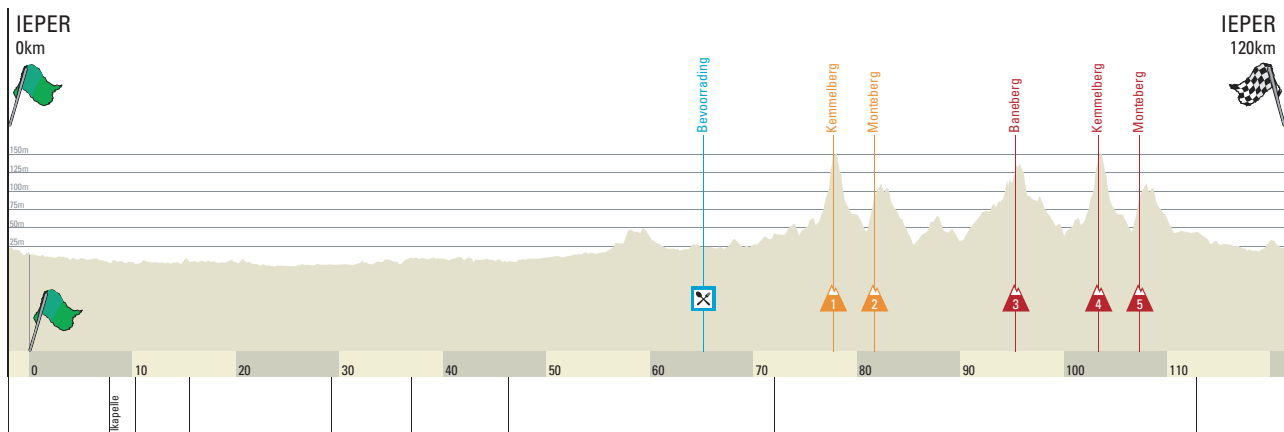 IEPER
0km
IEPER
120km
Bevoorrading
Kemmelberg
Monteberg
Baneberg
Kemmelberg
Monteberg
150m
125m
100m
75m
50m
25m
1
2
3
4
5
0
10
20
30
40
50
60
70
80
90
100
110
lkapelle